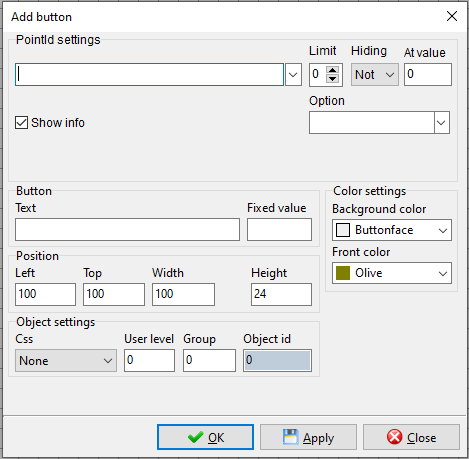 Add button
PointId settings
Limit Hiding At value
0 Not 0
Show info
Option
Button
Text Fixed value
Color settings
Background color
Buttonface
Front color
Olive
Position
Left Top Width Height
100 100 100 24
Object settings
Css User level Group Object id
None 0 0 0
OK Apply Close